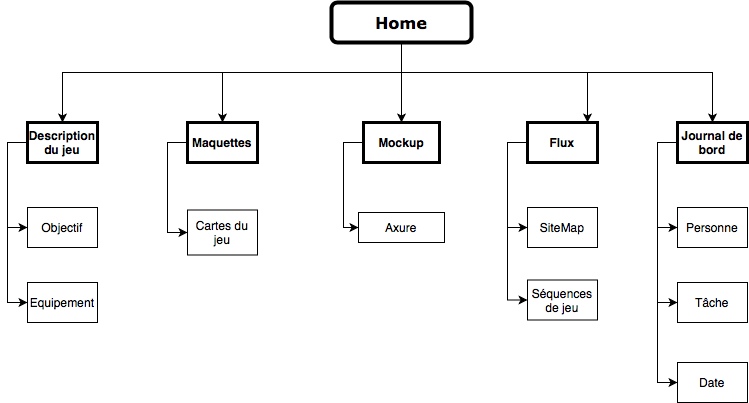 Home
Description
du jeu
Maquettes
Mockup
Flux
Journal de
bord
Objectif
Cartes du
jeu
Axure
SiteMap
Personne
Equipement
Séquences
de jeu
Tâche
Date